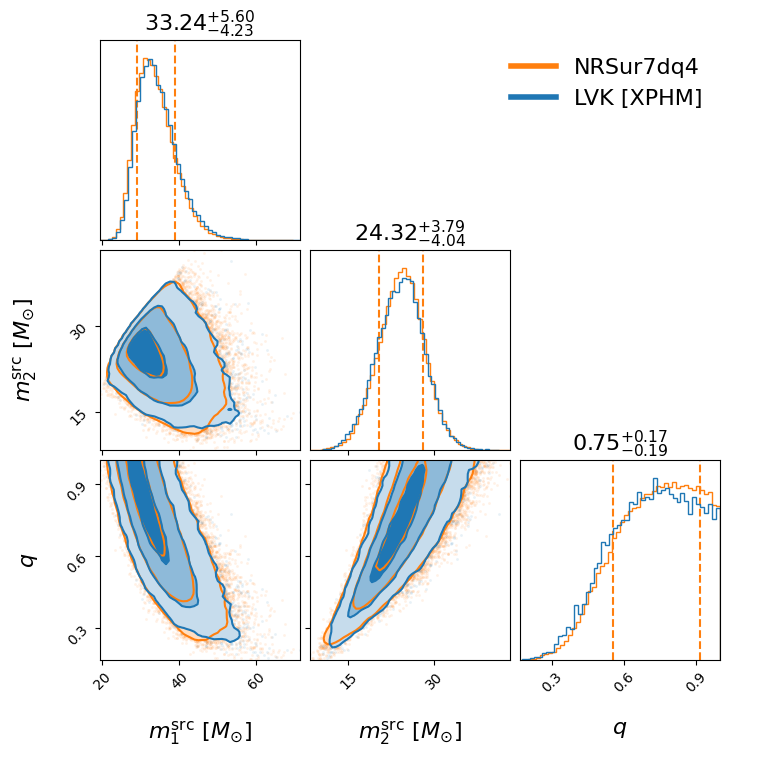 33.24+5.60−4.23
NRSur7dq4
LVK [XPHM]
24.32+3.79−4.04
30
15
m2src [M⊙]
0.75+0.17−0.19
0.9
0.6
0.3
q
20 40 60
15 30
0.3 0.6 0.9
m1src [M⊙]
m2src [M⊙]
q